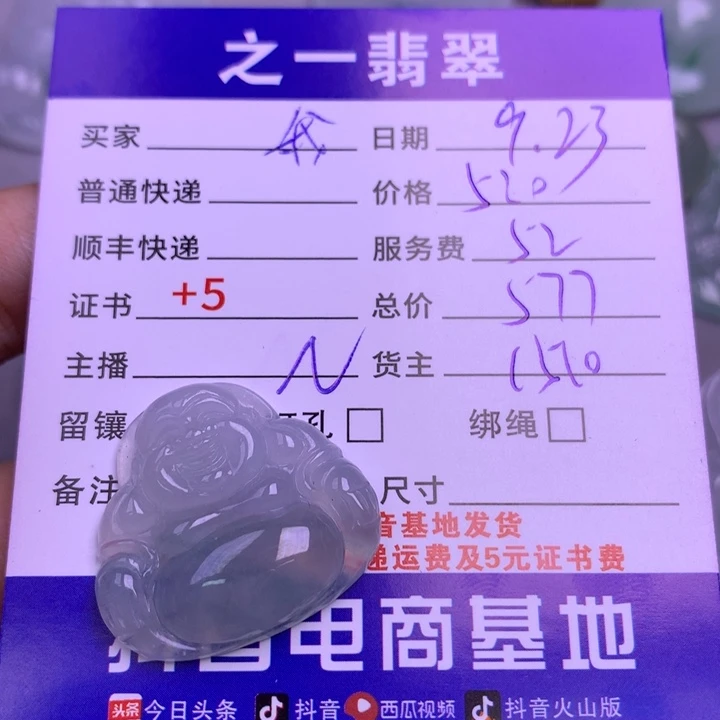 之一翡翠
买家 日期 9.23
普通快递 价格 520
顺丰快递 服务费 52
证书 +5 总价 577
主播 N 货主 1570
留镶 孔 绑绳
备注 尺寸
音基地发货
递运费及5元证书费
抖音电商基地
头条 今日头条 抖音 西瓜视频 抖音火山版